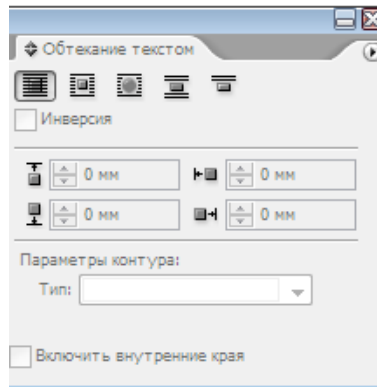 Обтекание текстом
Инверсия
0 мм 0 мм
0 мм 0 мм
Параметры контура:
Тип:
Включить внутренние края